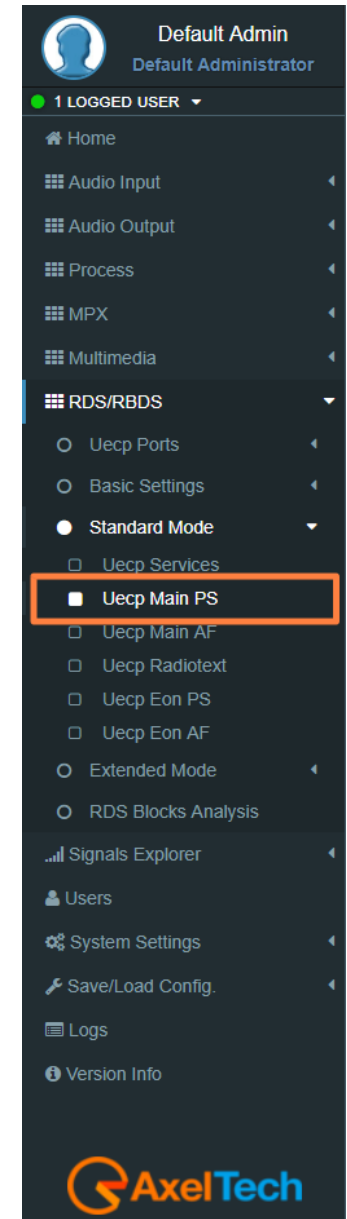 Default Admin
Default Administrator
1 LOGGED USER
Home
Audio Input
Audio Output
Process
MPX
Multimedia
RDS/RBDS
Uecp Ports
Basic Settings
Standard Mode
Uecp Services
Uecp Main PS
Uecp Main AF
Uecp Radiotext
Uecp Eon PS
Uecp Eon AF
Extended Mode
RDS Blocks Analysis
Signals Explorer
Users
System Settings
Save/Load Config.
Logs
Version Info
AxelTech